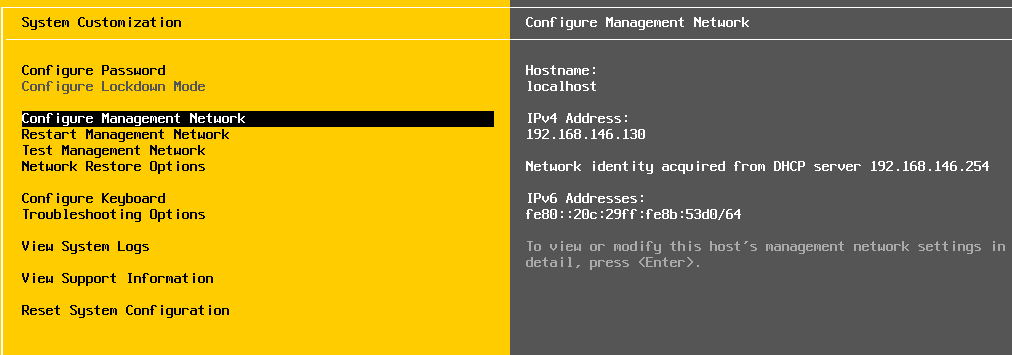 System Customization
Configure Password
Configure Lockdown Mode
Configure Management Network
Restart Management Network
Test Management Network
Network Restore Options
Configure Keyboard
Troubleshooting Options
View System Logs
View Support Information
Reset System Configuration
Configure Management Network
Hostname:
localhost
IPv4 Address:
192.168.146.130
Network identity acquired from DHCP server 192.168.146.254
IPv6 Addresses:
fe80::20c:29ff:fe8b:53d0/64
To view or modify this host's management network settings in
detail, press <Enter>.